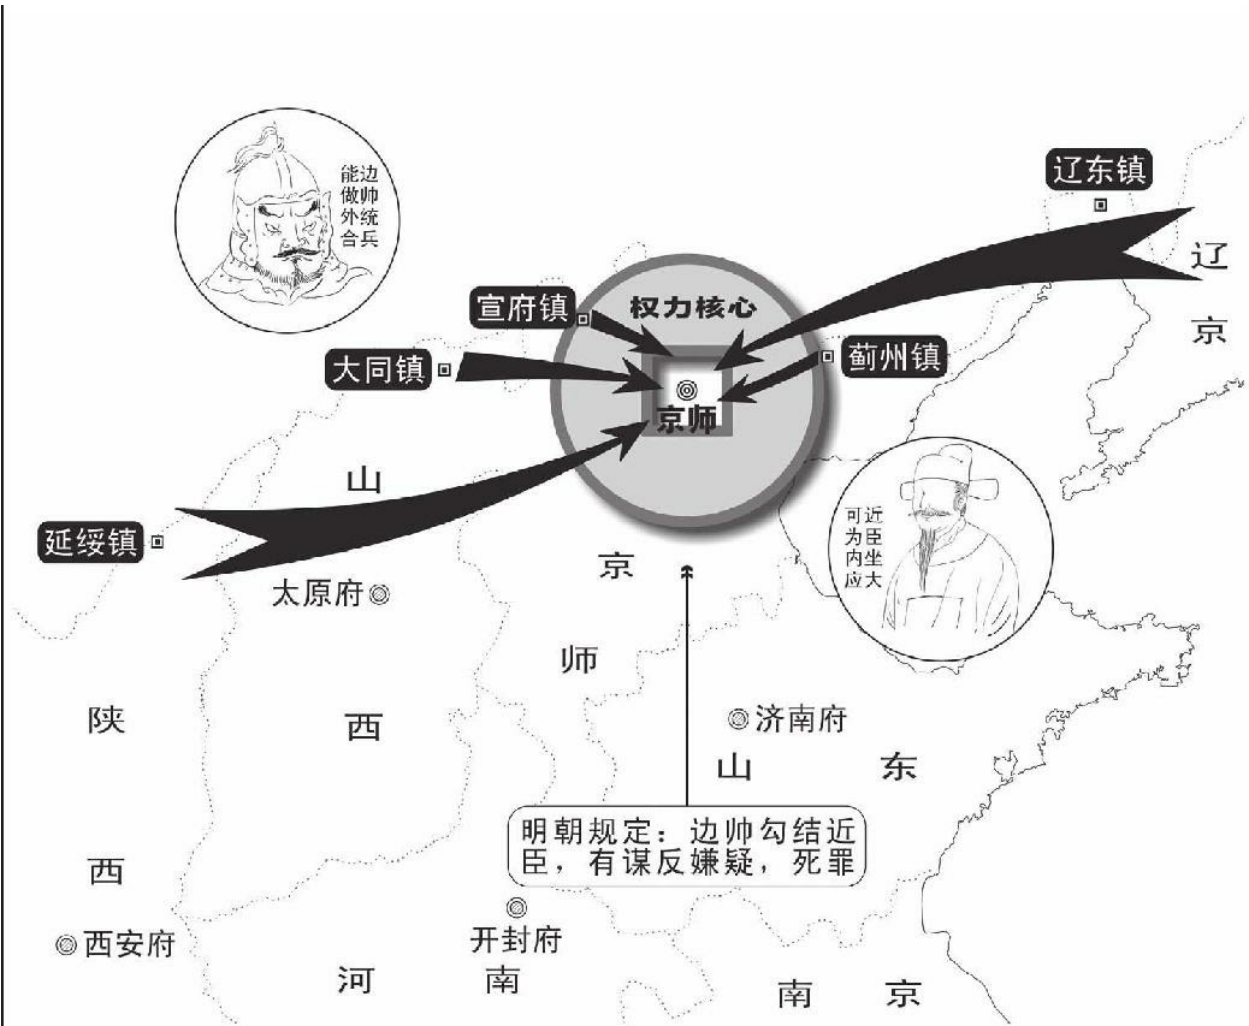 辽东镇
边帅统兵
能做外合
辽京
宣府镇
权力核心
大同镇
蓟州镇
京师
山西
延绥镇
近臣坐大
可为内应
京师
太原府
陕西
济南府
山东
明朝规定：边帅勾结近
臣，有谋反嫌疑，死罪
开封府
西安府
河南
南京